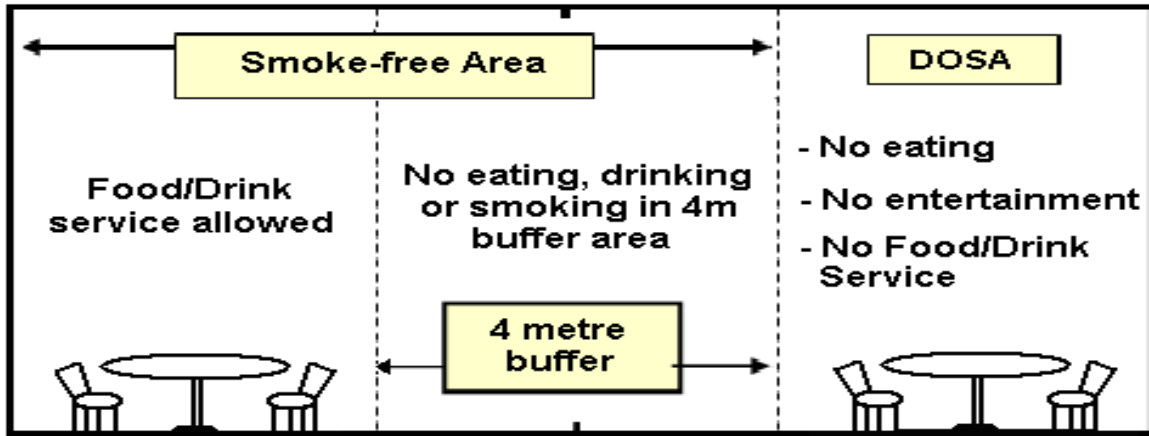 Smoke-free Area
DOSA
Food/Drink
service allowed
No eating, drinking
or smoking in 4m
buffer area
- No eating
- No entertainment
- No Food/Drink
Service
4 metre
buffer